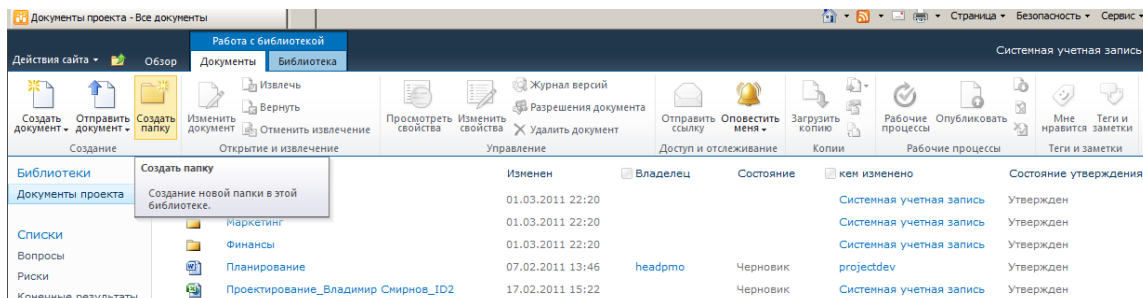 Документы проекта - Все документы
Страница Безопасность Сервис
Работа с библиотекой
Системная учетная запись
Действия сайта Обзор Документы Библиотека
Извлечь Журнал версий
Вернуть Разрешения документа
Создать документ Отправить документ Создать папку Изменить документ Отменить извлечение Просмотреть свойства Изменить свойства Удалить документ Отправить ссылку Оповестить меня Загрузить копию Рабочие процессы Опубликовать Мне нравится Теги и заметки
Создание Открытие и извлечение Управление Доступ и отслеживание Копии Рабочие процессы Теги и заметки
Создать папку
Создание новой папки в этой
библиотеке.
Библиотеки Изменен Владелец Состояние кем изменено Состояние утверждения
Документы проекта 01.03.2011 22:20 Системная учетная запись Утвержден
Маркетинг 01.03.2011 22:20 Системная учетная запись Утвержден
Списки Финансы 01.03.2011 22:20 Системная учетная запись Утвержден
Вопросы
Планирование 07.02.2011 13:46 headpmo Черновик projectdev Утвержден
Риски
Проектирование_Владимир Смирнов_ID2 17.02.2011 15:22 Черновик Системная учетная запись Утвержден
Конечные результаты